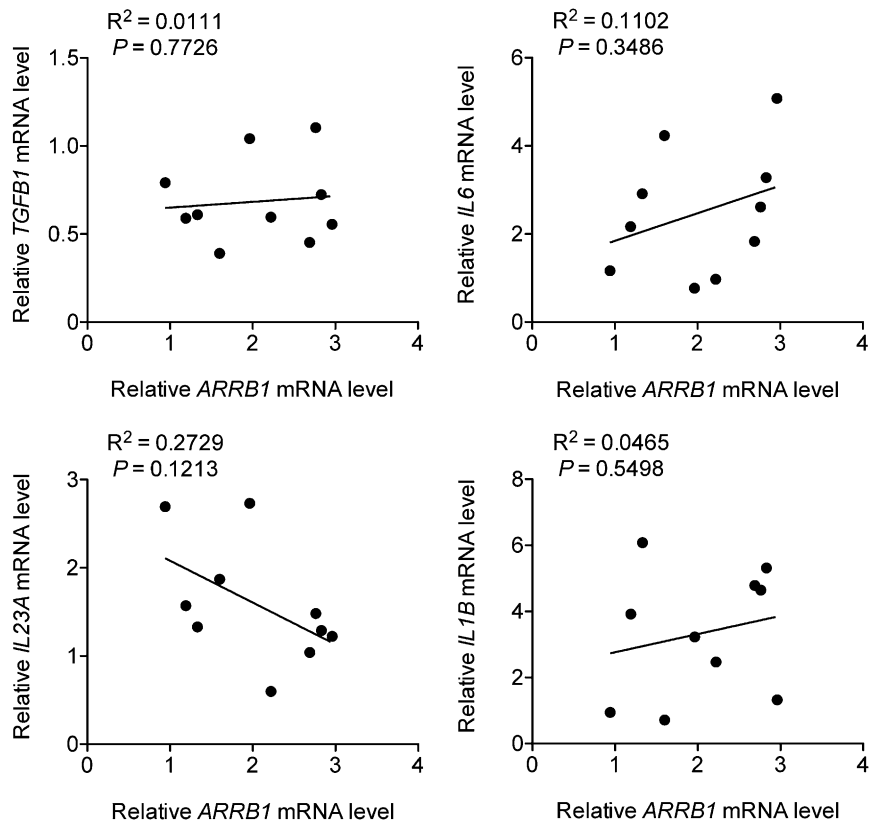 R² = 0.0111
P = 0.7726
Relative TGFB1 mRNA level
1.5
1.0
0.5
0
0 1 2 3 4
Relative ARRB1 mRNA level
R² = 0.1102
P = 0.3486
Relative IL6 mRNA level
6
4
2
0
0 1 2 3 4
Relative ARRB1 mRNA level
R² = 0.2729
P = 0.1213
Relative IL23A mRNA level
3
2
1
0
0 1 2 3 4
Relative ARRB1 mRNA level
R² = 0.0465
P = 0.5498
Relative IL1B mRNA level
8
6
4
2
0
0 1 2 3 4
Relative ARRB1 mRNA level